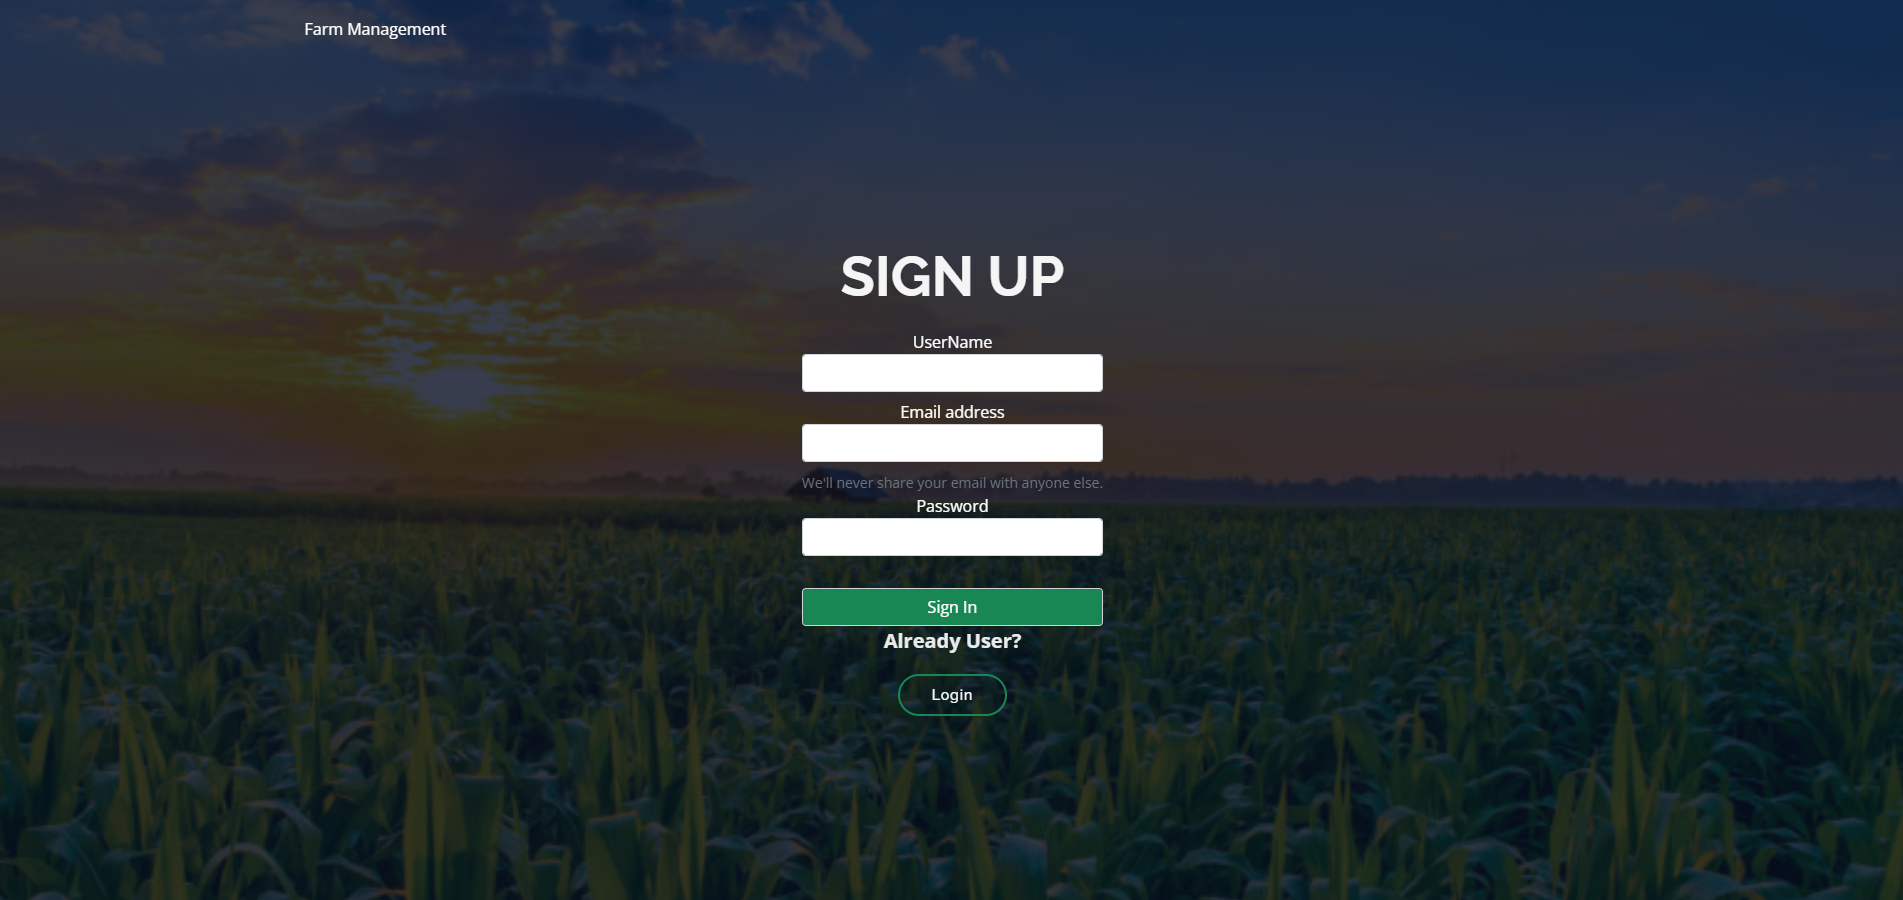 Farm Management
SIGN UP
UserName
Email address
We'll never share your email with anyone else.
Password
Sign In
Already User?
Login